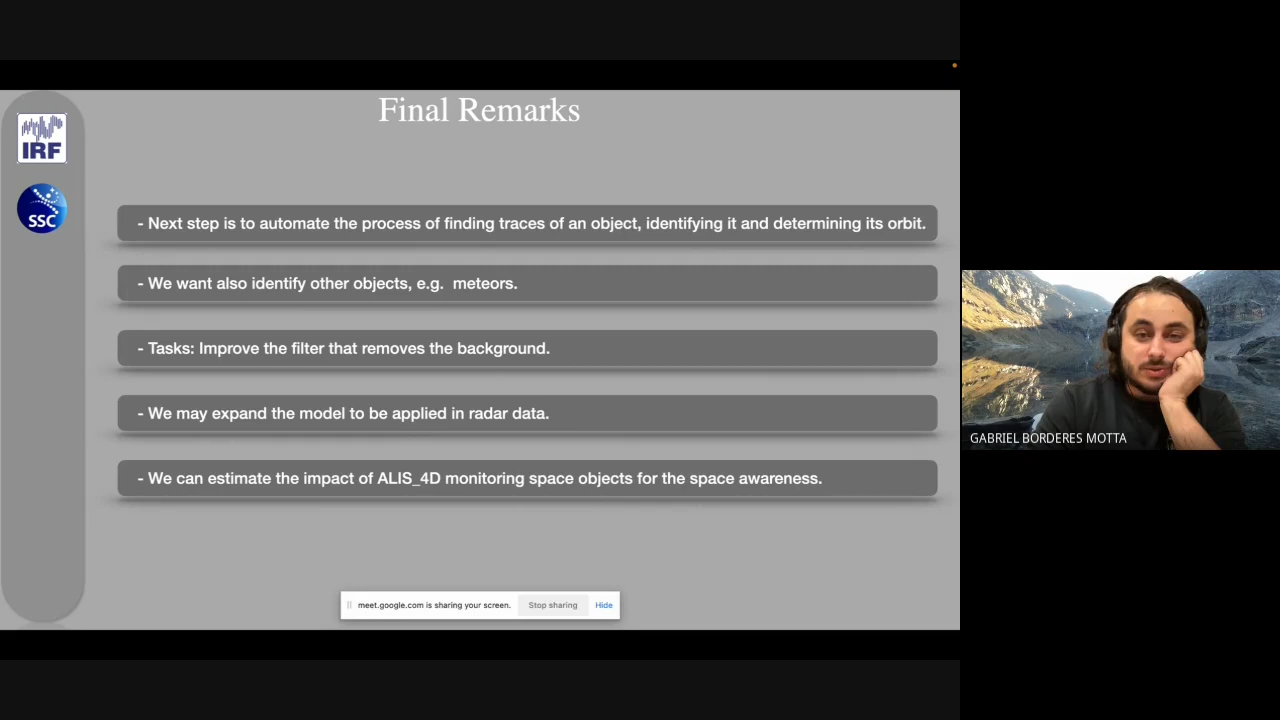 Final Remarks
IRF
SSC
- Next step is to automate the process of finding traces of an object, identifying it and determining its orbit.
- We want also identify other objects, e.g. meteors.
- Tasks: Improve the filter that removes the background.
- We may expand the model to be applied in radar data.
- We can estimate the impact of ALIS_4D monitoring space objects for the space awareness.
meet.google.com is sharing your screen. Stop sharing Hide
GABRIEL BORDERES MOTTA